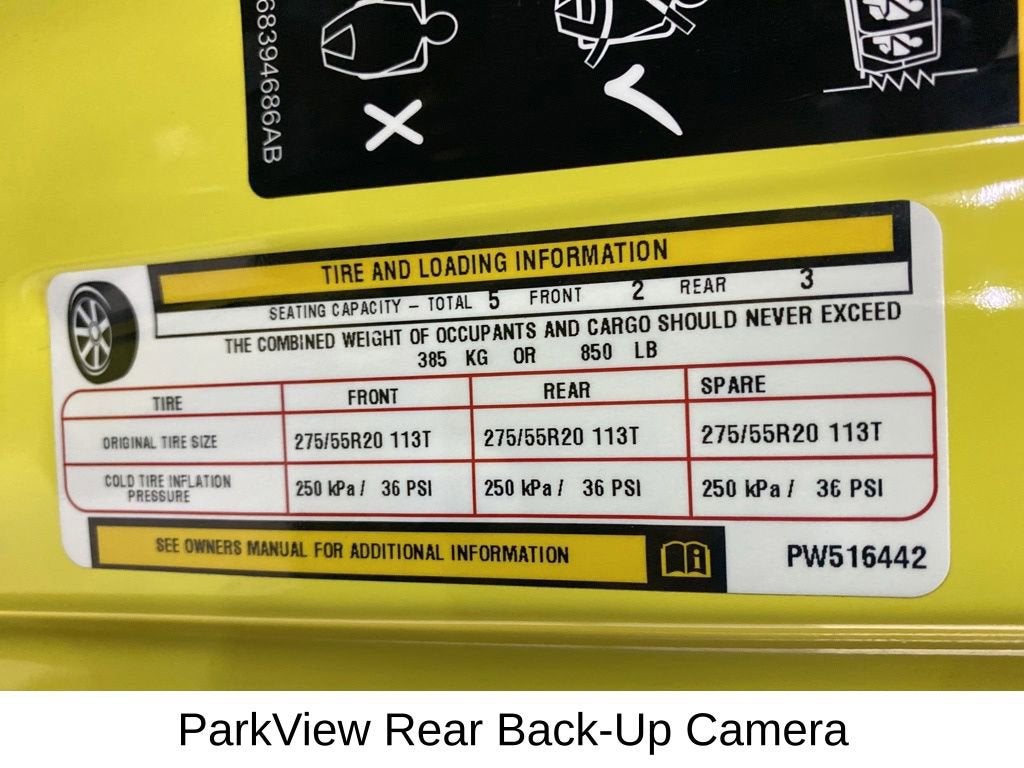 68394686AB
TIRE AND LOADING INFORMATION
SEATING CAPACITY – TOTAL 5 FRONT 2 REAR 3
THE COMBINED WEIGHT OF OCCUPANTS AND CARGO SHOULD NEVER EXCEED
385 KG OR 850 LB
TIRE FRONT REAR SPARE
ORIGINAL TIRE SIZE 275/55R20 113T 275/55R20 113T 275/55R20 113T
COLD TIRE INFLATION PRESSURE 250 kPa / 36 PSI 250 kPa / 36 PSI 250 kPa / 36 PSI
SEE OWNERS MANUAL FOR ADDITIONAL INFORMATION
PW516442
ParkView Rear Back-Up Camera